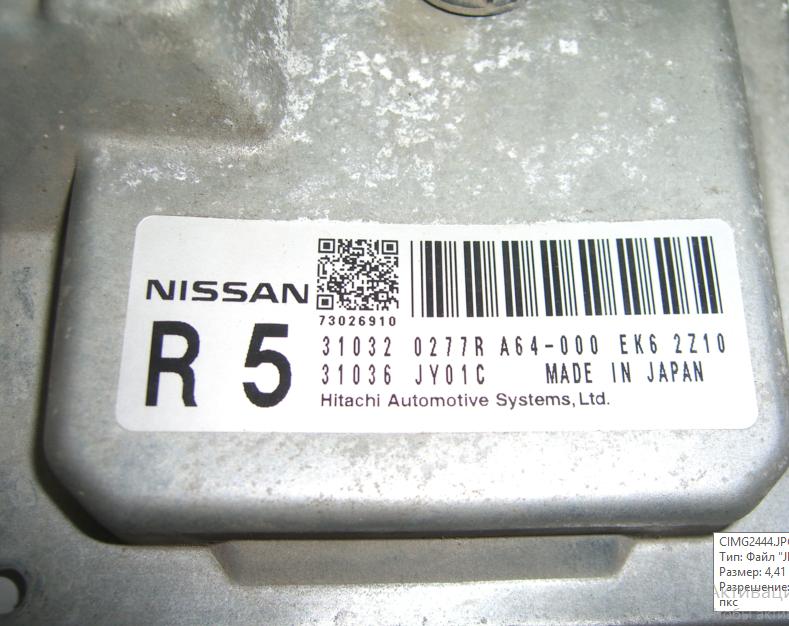 NISSAN
73026910
R 5
31032 0277R A64-000 EK6 2Z10
31036 JY01C MADE IN JAPAN
Hitachi Automotive Systems, Ltd.
CIMG2444.JP
Тип: Файл "J
Размер: 4,41
Разрешение:
пкс